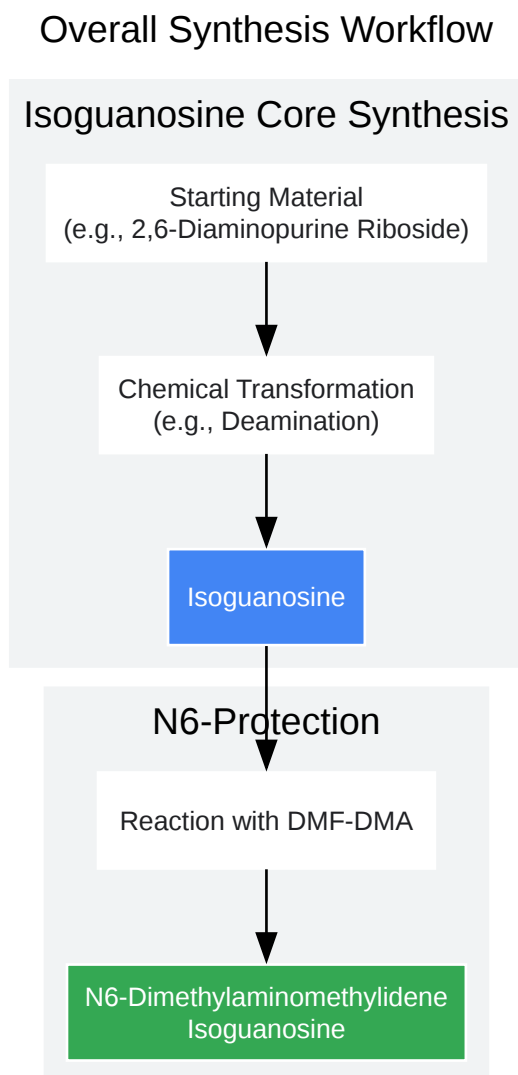 Overall Synthesis Workflow
Isoguanosine Core Synthesis
Starting Material
(e.g., 2,6-Diaminopurine Riboside)
Chemical Transformation
(e.g., Deamination)
Isoguanosine
N6-Protection
Reaction with DMF-DMA
N6-Dimethylaminomethylidene
Isoguanosine